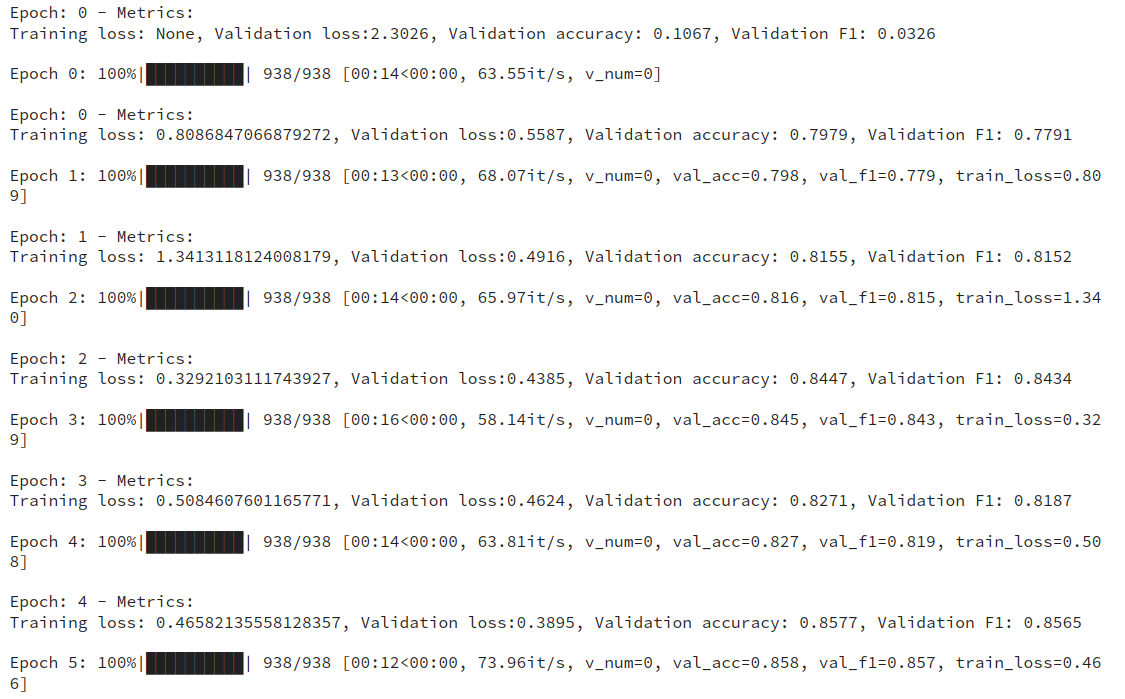 Epoch: 0 - Metrics:
Training loss: None, Validation loss:2.3026, Validation accuracy: 0.1067, Validation F1: 0.0326
Epoch 0: 100%|██████████| 938/938 [00:14<00:00, 63.55it/s, v_num=0]
Epoch: 0 - Metrics:
Training loss: 0.8086847066879272, Validation loss:0.5587, Validation accuracy: 0.7979, Validation F1: 0.7791
Epoch 1: 100%|██████████| 938/938 [00:13<00:00, 68.07it/s, v_num=0, val_acc=0.798, val_f1=0.779, train_loss=0.80
9]
Epoch: 1 - Metrics:
Training loss: 1.3413118124008179, Validation loss:0.4916, Validation accuracy: 0.8155, Validation F1: 0.8152
Epoch 2: 100%|██████████| 938/938 [00:14<00:00, 65.97it/s, v_num=0, val_acc=0.816, val_f1=0.815, train_loss=1.34
0]
Epoch: 2 - Metrics:
Training loss: 0.3292103111743927, Validation loss:0.4385, Validation accuracy: 0.8447, Validation F1: 0.8434
Epoch 3: 100%|██████████| 938/938 [00:16<00:00, 58.14it/s, v_num=0, val_acc=0.845, val_f1=0.843, train_loss=0.32
9]
Epoch: 3 - Metrics:
Training loss: 0.5084607601165771, Validation loss:0.4624, Validation accuracy: 0.8271, Validation F1: 0.8187
Epoch 4: 100%|██████████| 938/938 [00:14<00:00, 63.81it/s, v_num=0, val_acc=0.827, val_f1=0.819, train_loss=0.50
8]
Epoch: 4 - Metrics:
Training loss: 0.46582135558128357, Validation loss:0.3895, Validation accuracy: 0.8577, Validation F1: 0.8565
Epoch 5: 100%|██████████| 938/938 [00:12<00:00, 73.96it/s, v_num=0, val_acc=0.858, val_f1=0.857, train_loss=0.46
6]